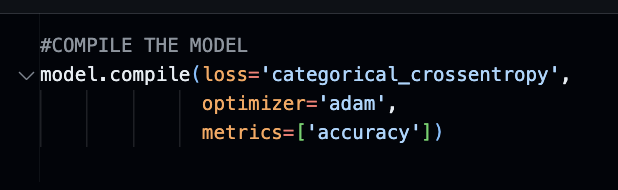 #COMPILE THE MODEL
model.compile(loss='categorical_crossentropy',
optimizer='adam',
metrics=['accuracy'])